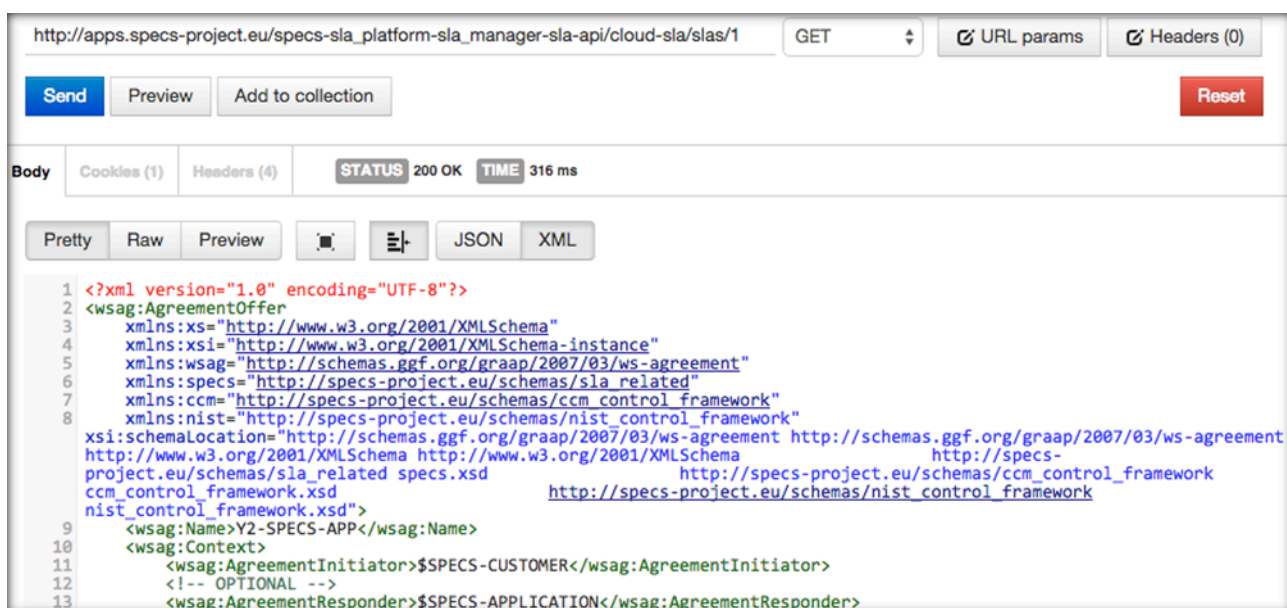 http://apps.specs-project.eu/specs-sla_platform-sla_manager-sla-api/cloud-sla/slas/1 GET URL params Headers (0)
Send Preview Add to collection Reset
Body Cookies (1) Headers (4) STATUS 200 OK TIME 316 ms
Pretty Raw Preview JSON XML
1 <?xml version="1.0" encoding="UTF-8"?>
2 <wsag:AgreementOffer
3 xmlns:xs="http://www.w3.org/2001/XMLSchema"
4 xmlns:xsi="http://www.w3.org/2001/XMLSchema-instance"
5 xmlns:wsag="http://schemas.ggf.org/graap/2007/03/ws-agreement"
6 xmlns:specs="http://specs-project.eu/schemas/sla_related"
7 xmlns:ccm="http://specs-project.eu/schemas/ccm_control_framework"
8 xmlns:nist="http://specs-project.eu/schemas/nist_control_framework"
xsi:schemaLocation="http://schemas.ggf.org/graap/2007/03/ws-agreement http://schemas.ggf.org/graap/2007/03/ws-agreement
http://www.w3.org/2001/XMLSchema http://www.w3.org/2001/XMLSchema http://specs-
project.eu/schemas/sla_related specs.xsd http://specs-project.eu/schemas/ccm_control_framework
ccm_control_framework.xsd http://specs-project.eu/schemas/nist_control_framework
nist_control_framework.xsd">
9 <wsag:Name>Y2-SPECS-APP</wsag:Name>
10 <wsag:Context>
11 <wsag:AgreementInitiator>$SPECS-CUSTOMER</wsag:AgreementInitiator>
12 <!-- OPTIONAL -->
13 <wsag:AgreementResponder>$SPECS-APPLICATION</wsag:AgreementResponder>